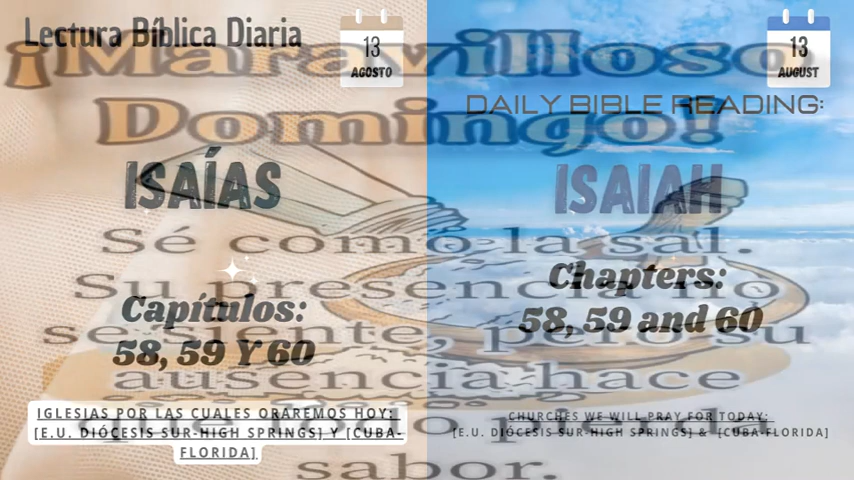 Lectura Bíblica Diaria
13
AGOSTO
ISAÍAS
Capítulos:
58, 59 Y 60
IGLESIAS POR LAS CUALES ORAREMOS HOY:
[E.U. DIÓCESIS SUR-HIGH SPRINGS] Y [CUBA-
FLORIDA]
13
AUGUST
DAILY BIBLE READING:
ISAIAH
Chapters:
58, 59 and 60
CHURCHES WE WILL PRAY FOR TODAY:
[E.U. DIÓCESIS SUR-HIGH SPRINGS] & [CUBA-FLORIDA]
¡Maravilloso
Domingo!
Sé como la sal.
Su presencia no
se siente, pero su
ausencia hace
que todo pierda
sabor.